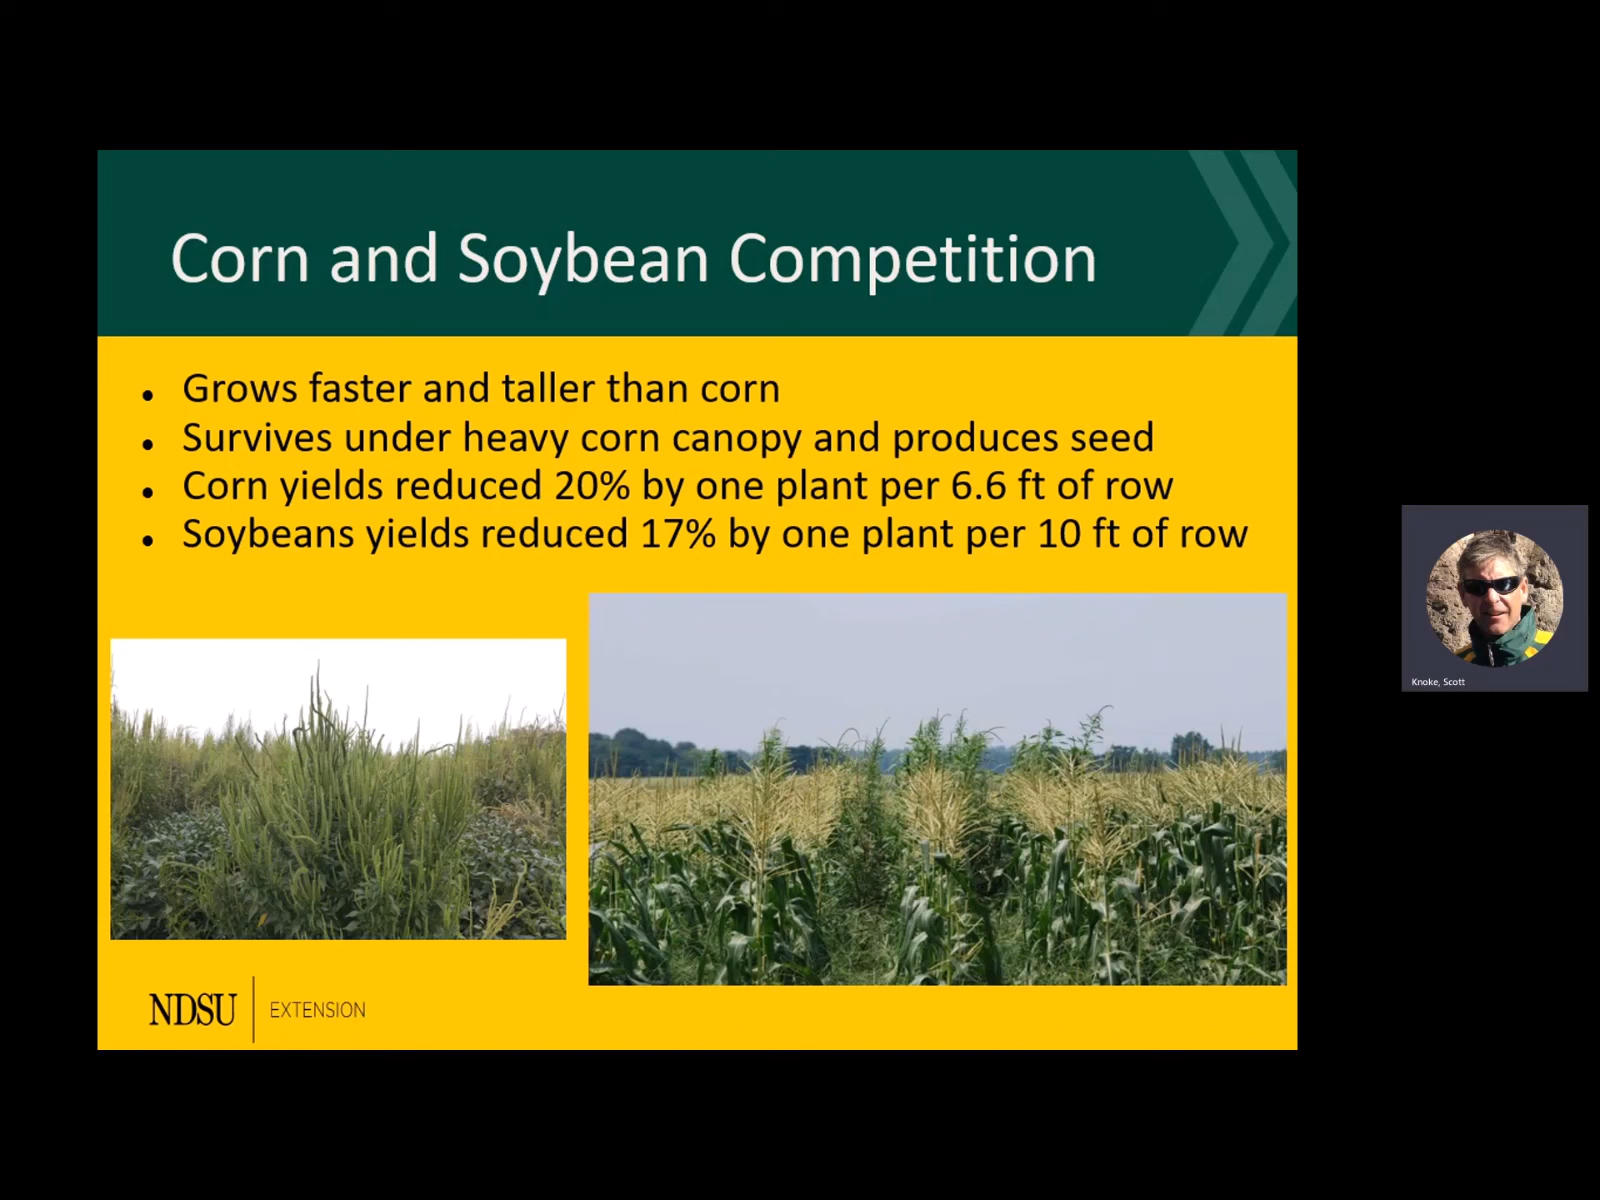 Corn and Soybean Competition
• Grows faster and taller than corn
• Survives under heavy corn canopy and produces seed
• Corn yields reduced 20% by one plant per 6.6 ft of row
• Soybeans yields reduced 17% by one plant per 10 ft of row
Knoke, Scott
NDSU EXTENSION